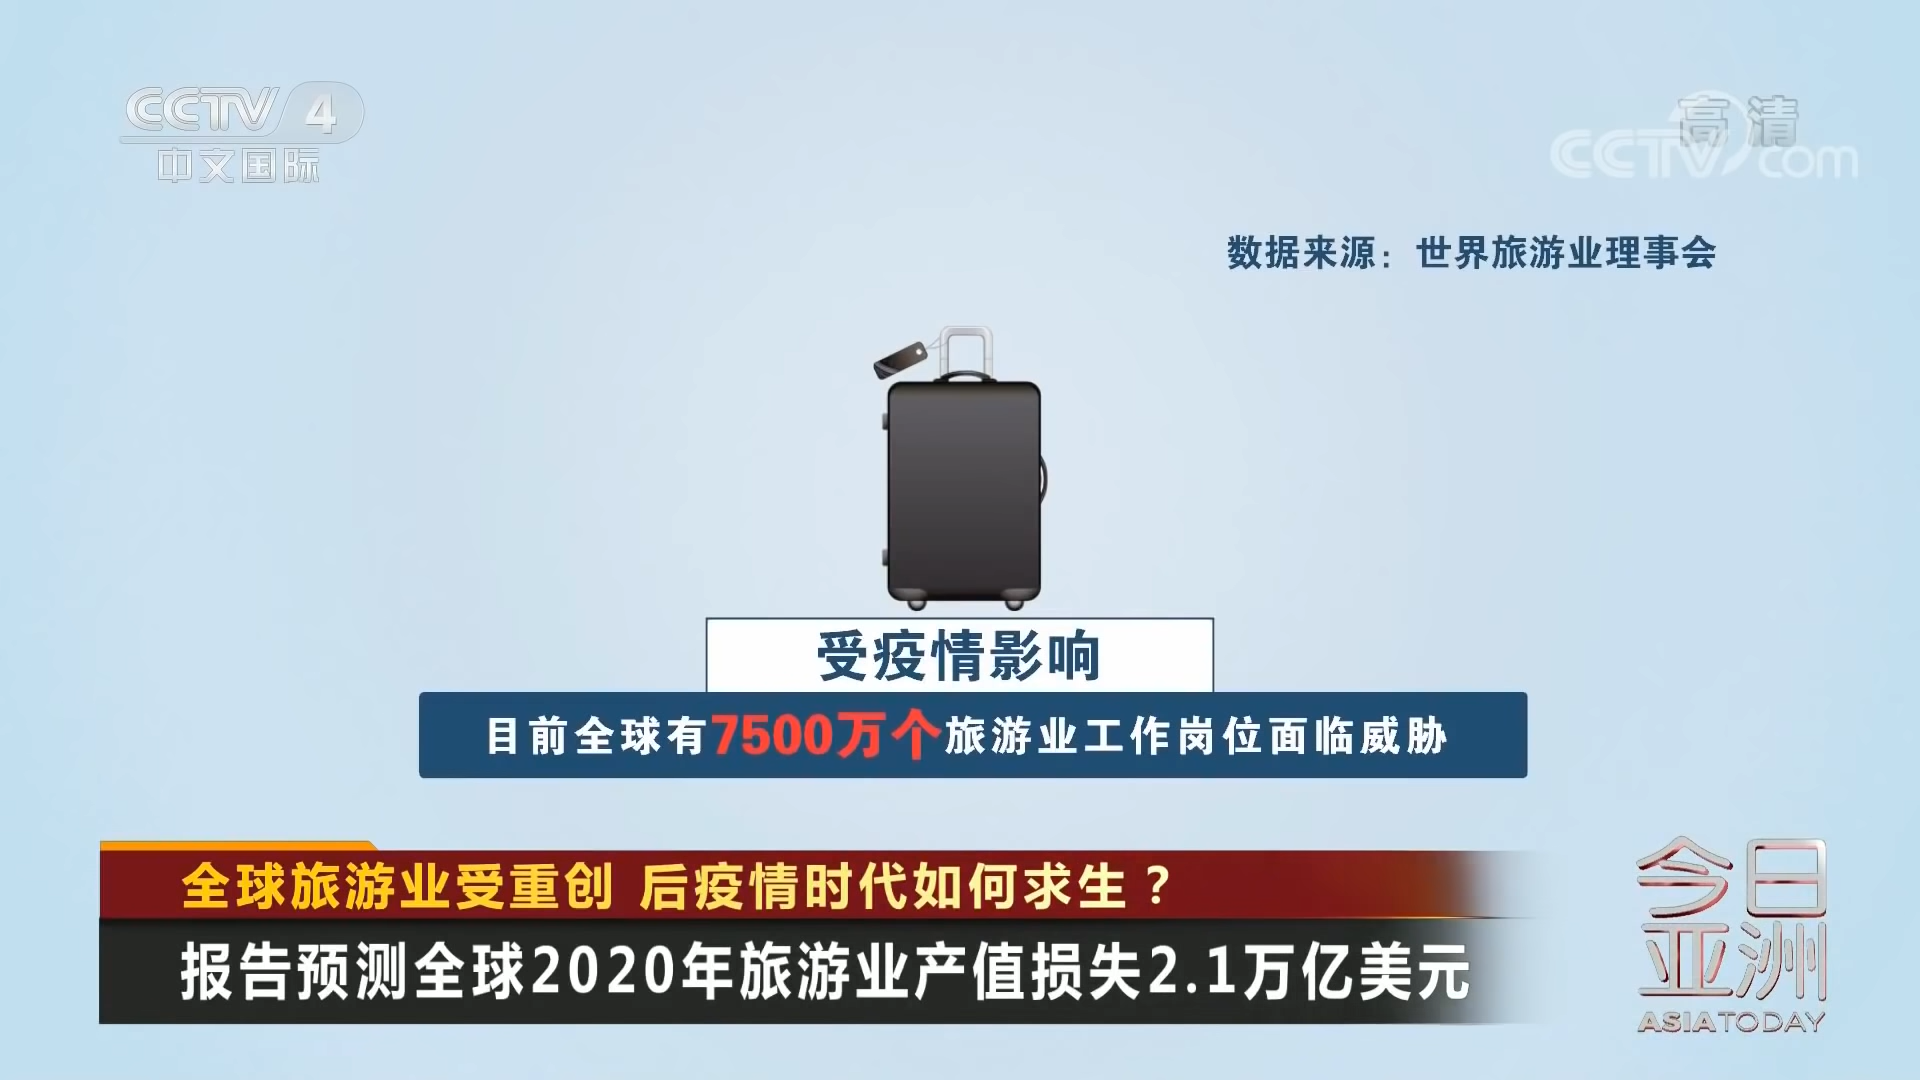 CCTV 4
中文国际
高清
CCTV.com
数据来源：世界旅游业理事会
受疫情影响
目前全球有7500万个旅游业工作岗位面临威胁
全球旅游业受重创 后疫情时代如何求生？
报告预测全球2020年旅游业产值损失2.1万亿美元
今日
亚洲
ASIA TODAY